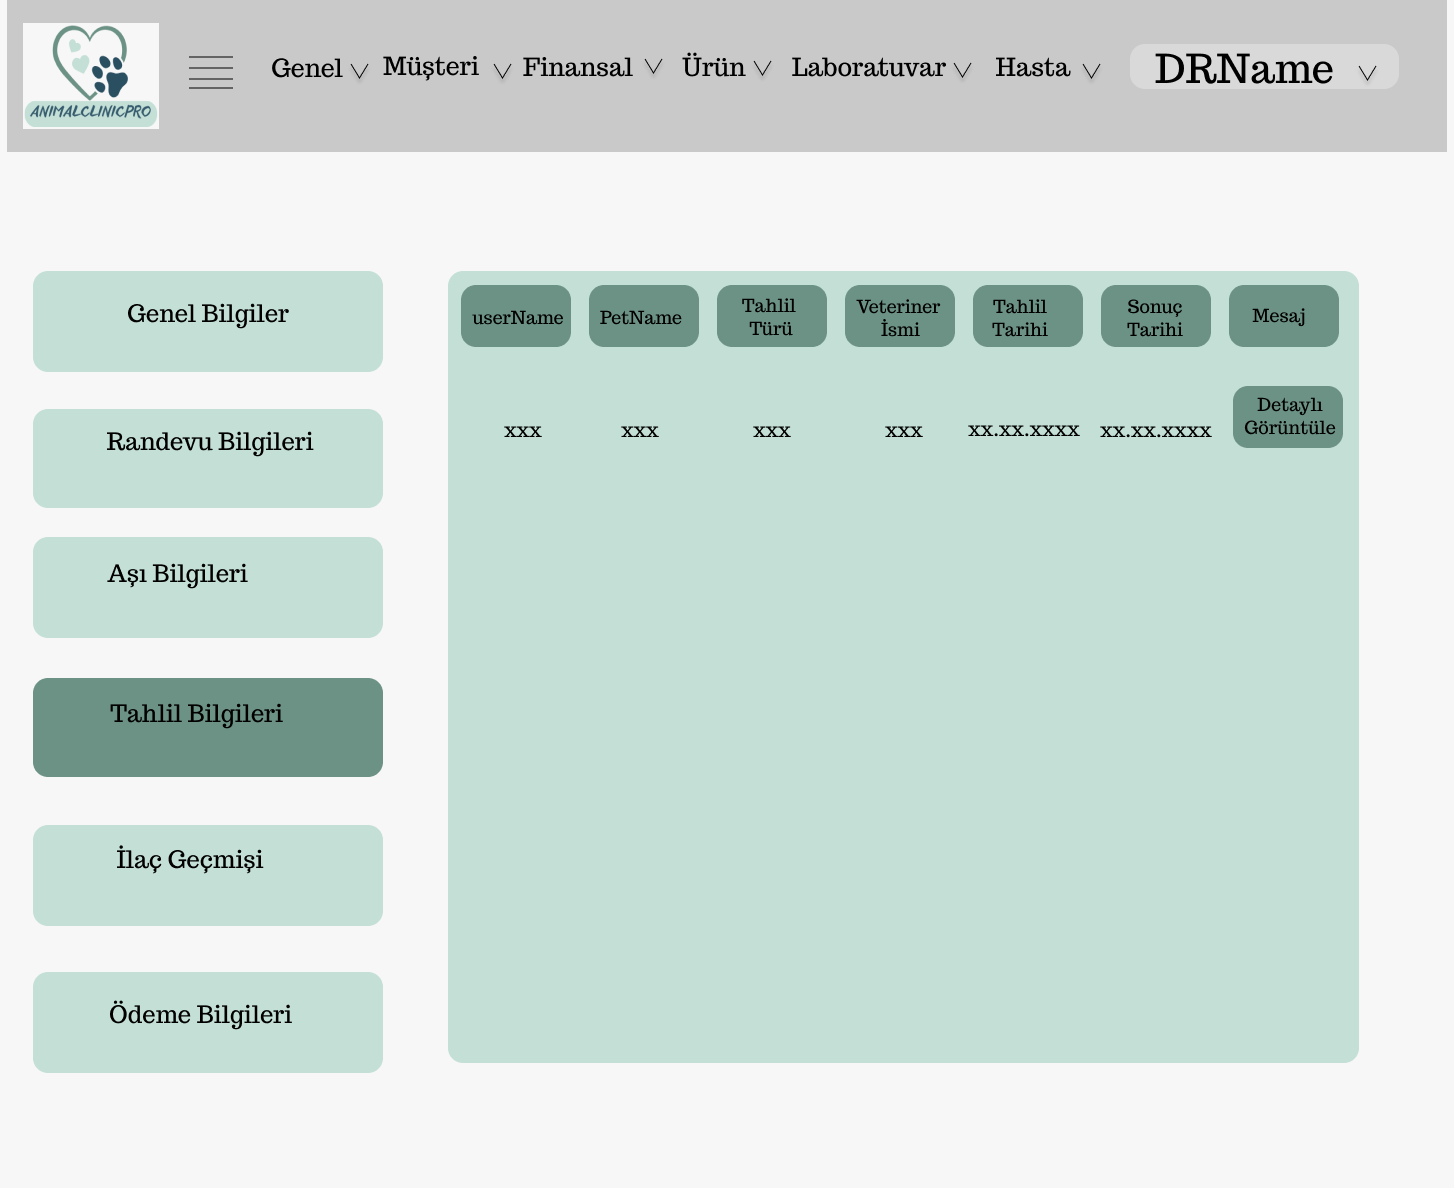 ANIMALCLINICPRO
Genel Müşteri Finansal Ürün Laboratuvar Hasta DRName
Genel Bilgiler
Randevu Bilgileri
Aşı Bilgileri
Tahlil Bilgileri
İlaç Geçmişi
Ödeme Bilgileri
userName
PetName
Tahlil
Türü
Veteriner
İsmi
Tahlil
Tarihi
Sonuç
Tarihi
Mesaj
xxx xxx xxx xxx xx.xx.xxxx xx.xx.xxxx
Detaylı
Görüntüle